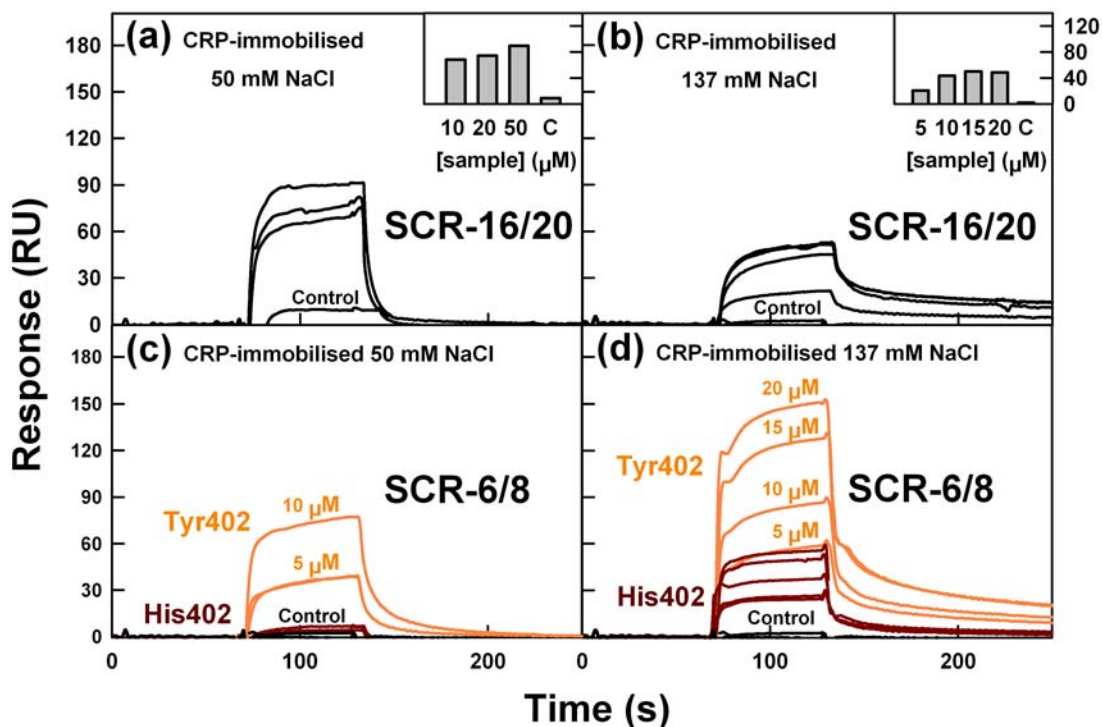 Response (RU)
180
150
120
90
60
30
0
(a) CRP-immobilised
50 mM NaCl
10 20 50 C
[sample] (µM)
SCR-16/20
Control
(b) CRP-immobilised
137 mM NaCl
120
80
40
0
5 10 15 20 C
[sample] (µM)
SCR-16/20
Control
180
150
120
90
60
30
0
(c) CRP-immobilised 50 mM NaCl
SCR-6/8
Tyr402
10 µM
5 µM
His402
Control
(d) CRP-immobilised 137 mM NaCl
20 µM
15 µM
Tyr402
SCR-6/8
10 µM
5 µM
His402
Control
0 100 200 0 100 200
Time (s)